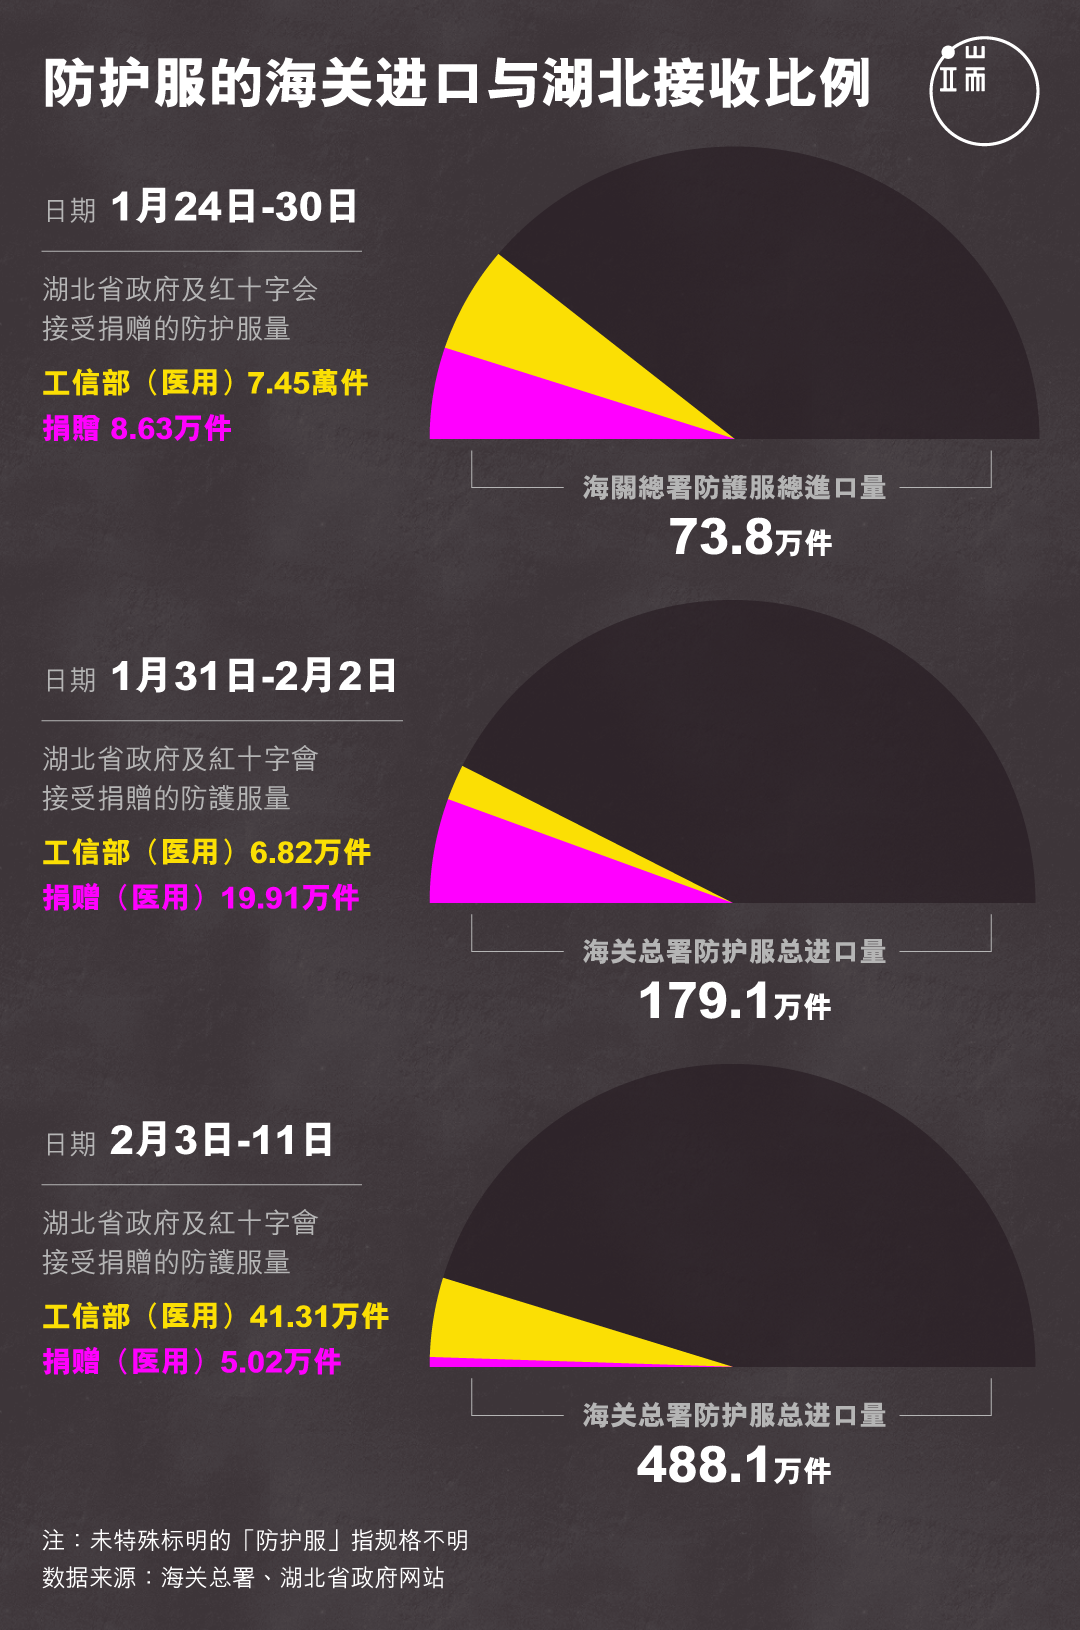 防护服的海关进口与湖北接收比例
端
日期 1月24日-30日
湖北省政府及红十字会
接受捐赠的防护服量
工信部（医用）7.45萬件
捐贈 8.63万件
海關總署防護服總進口量
73.8万件
日期 1月31日-2月2日
湖北省政府及紅十字會
接受捐贈的防護服量
工信部（医用）6.82万件
捐赠（医用）19.91万件
海关总署防护服总进口量
179.1万件
日期 2月3日-11日
湖北省政府及紅十字會
接受捐贈的防護服量
工信部（医用）41.31万件
捐赠（医用）5.02万件
海关总署防护服总进口量
488.1万件
注：未特殊标明的「防护服」指规格不明
数据来源：海关总署、湖北省政府网站